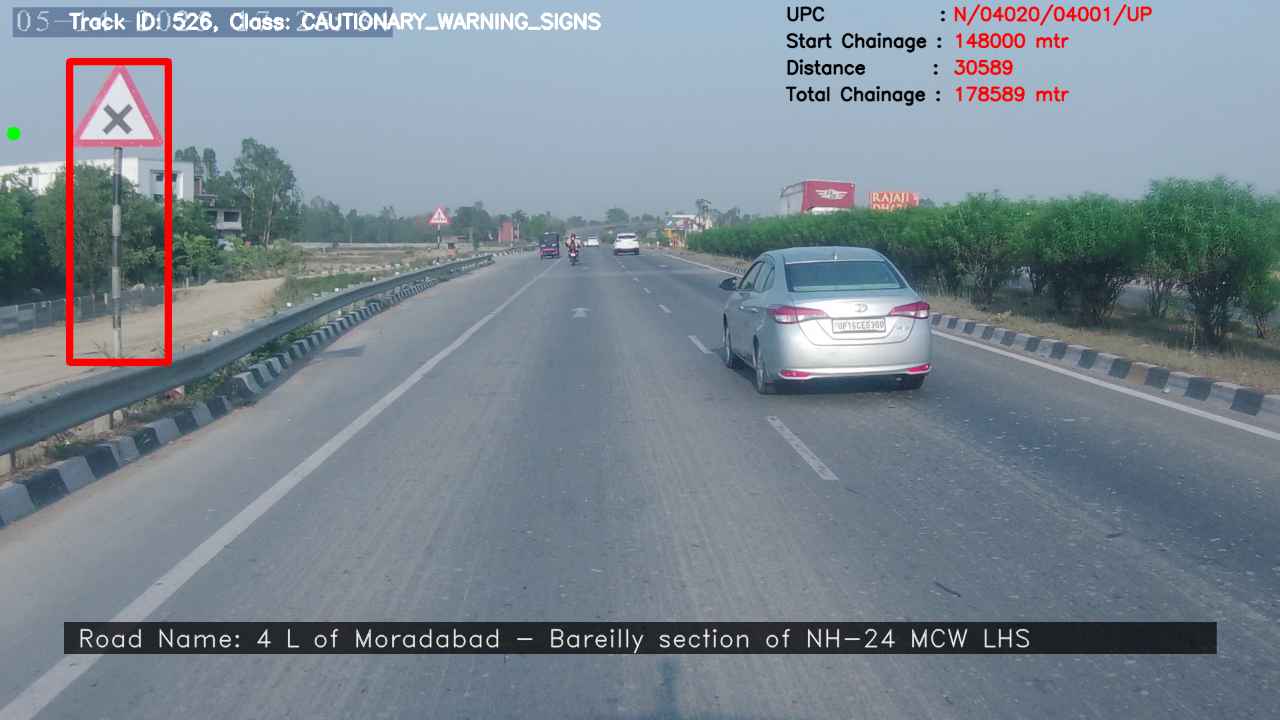 Track ID: 526, Class: CAUTIONARY_WARNING_SIGNS
UPC : N/04020/04001/UP
Start Chainage : 148000 mtr
Distance : 30589
Total Chainage : 178589 mtr
RAJAJI
Road Name: 4 L of Moradabad - Bareilly section of NH-24 MCW LHS